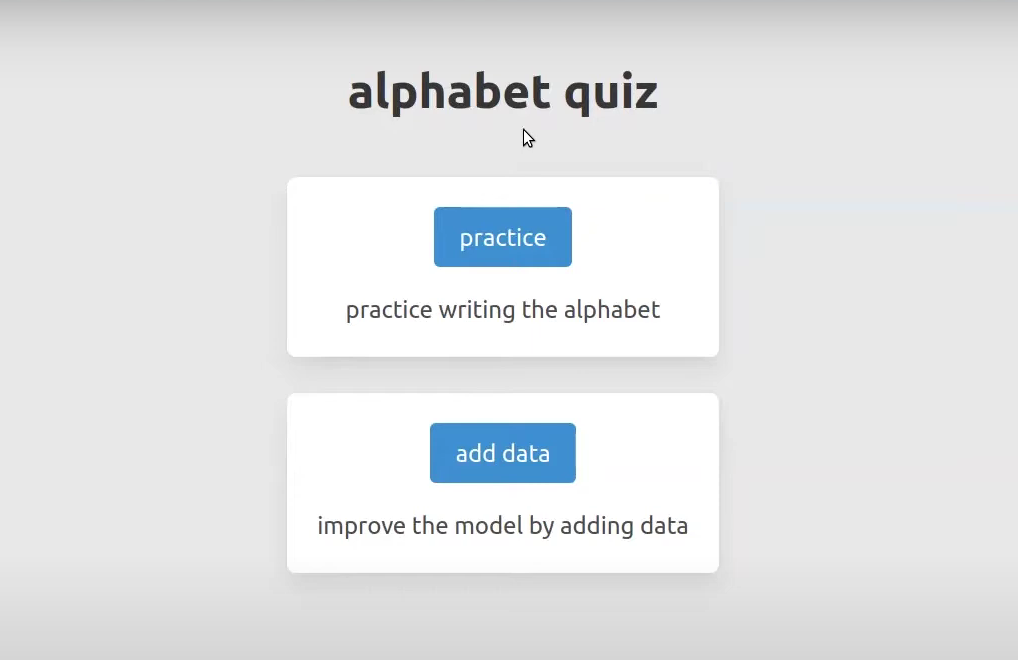 alphabet quiz
practice
practice writing the alphabet
add data
improve the model by adding data